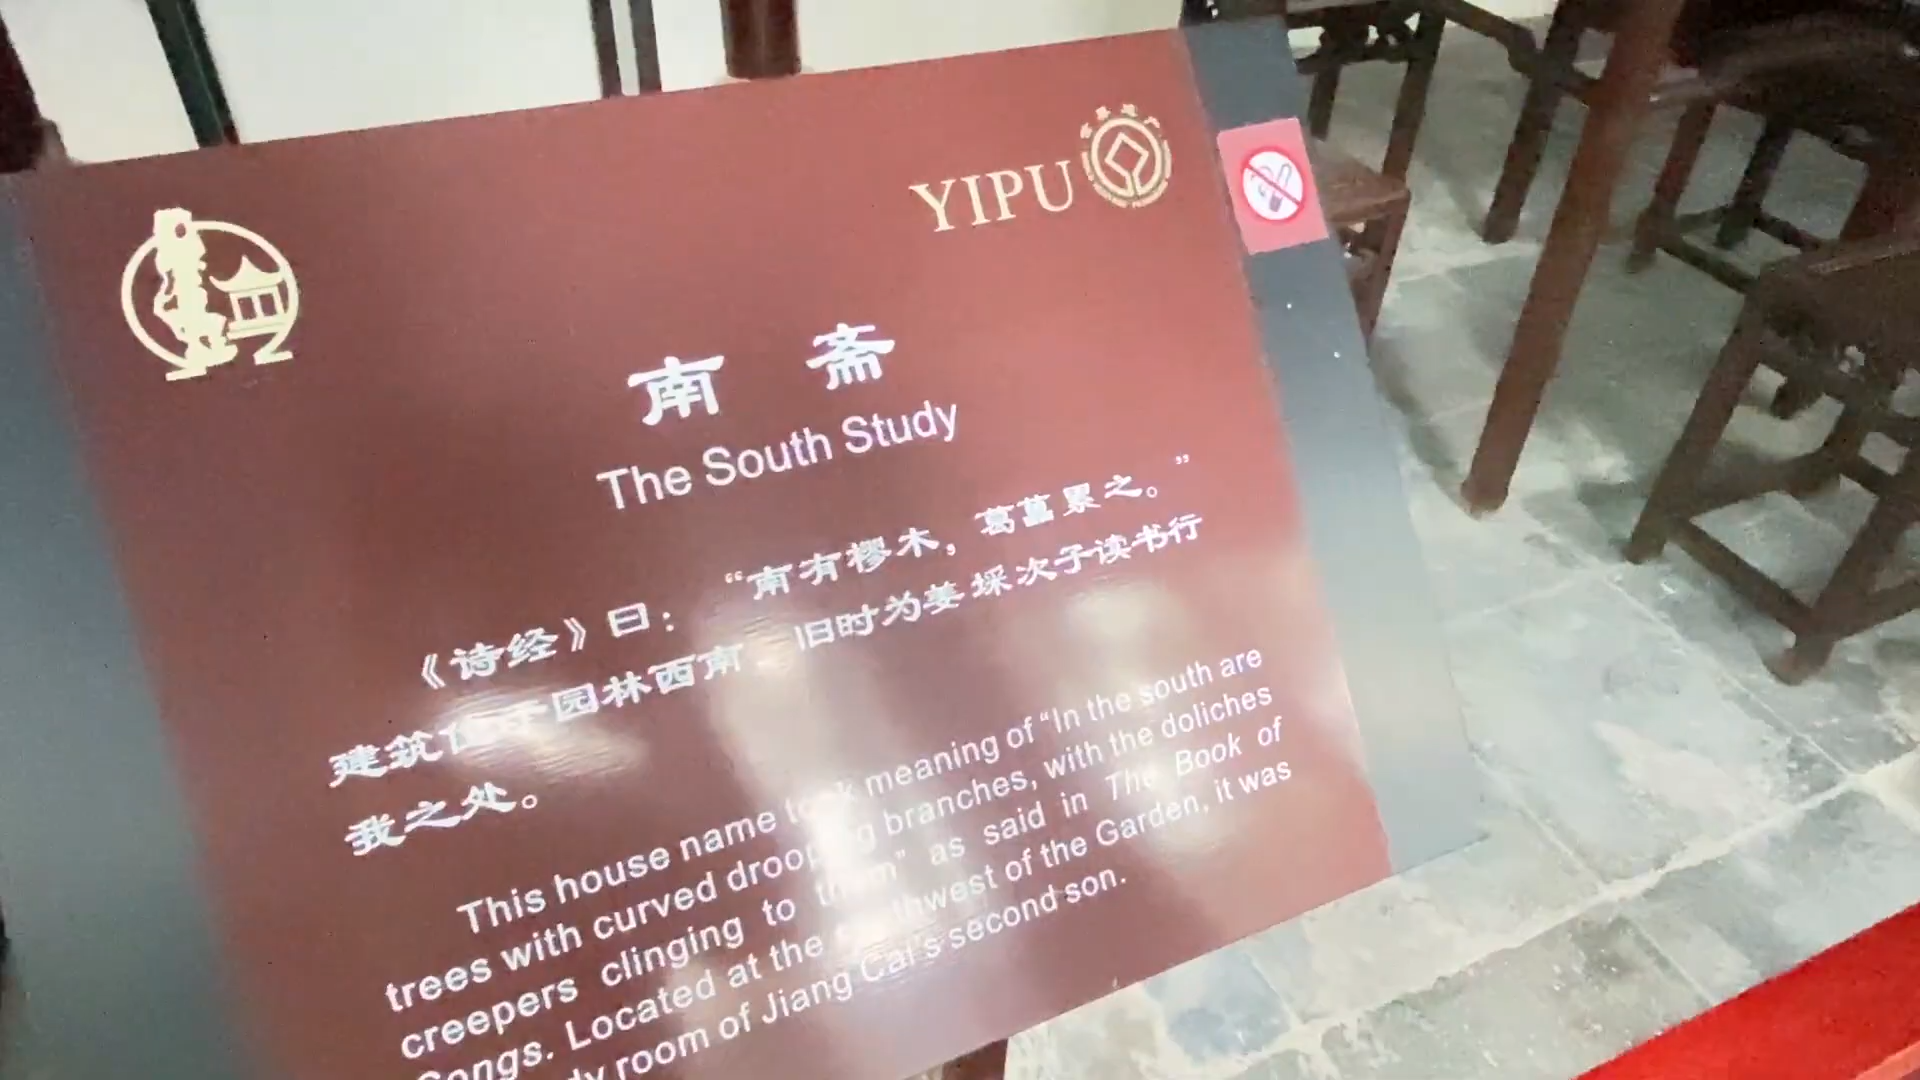 YIPU
南 斋
The South Study
《诗经》曰：“南有樛木，葛藟累之。”
建筑位于园林西南，旧时为姜埰次子读书行
我之处。
This house name took meaning of “In the south are
trees with curved drooping branches, with the doliches
creepers clinging to them” as said in The Book of
Songs. Located at the Southwest of the Garden, it was
room of Jiang Cai's second son.